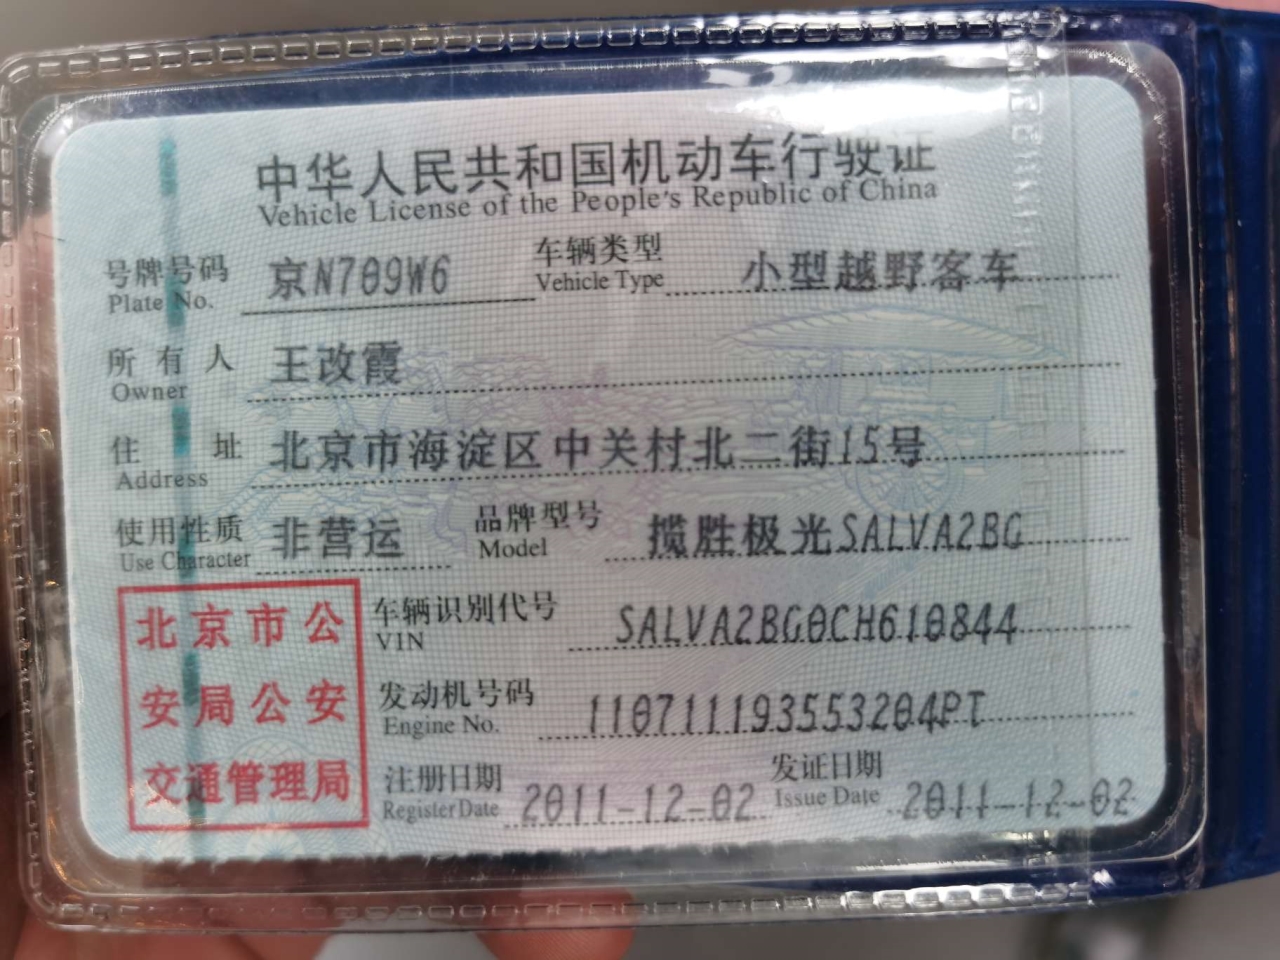 中华人民共和国机动车行驶证
Vehicle License of the People's Republic of China
号牌号码 京N709W6 车辆类型 小型越野客车
Plate No. Vehicle Type
所有人 王改霞
Owner
住址 北京市海淀区中关村北二街15号
Address
使用性质 非营运 品牌型号 揽胜极光SALVA2BG
Use Character Model
北京市公安局公安交通管理局
车辆识别代号 SALVA2BG0CH610844
VIN
发动机号码 110711193553204PT
Engine No.
注册日期 2011-12-02 发证日期 2011-12-02
Register Date Issue Date